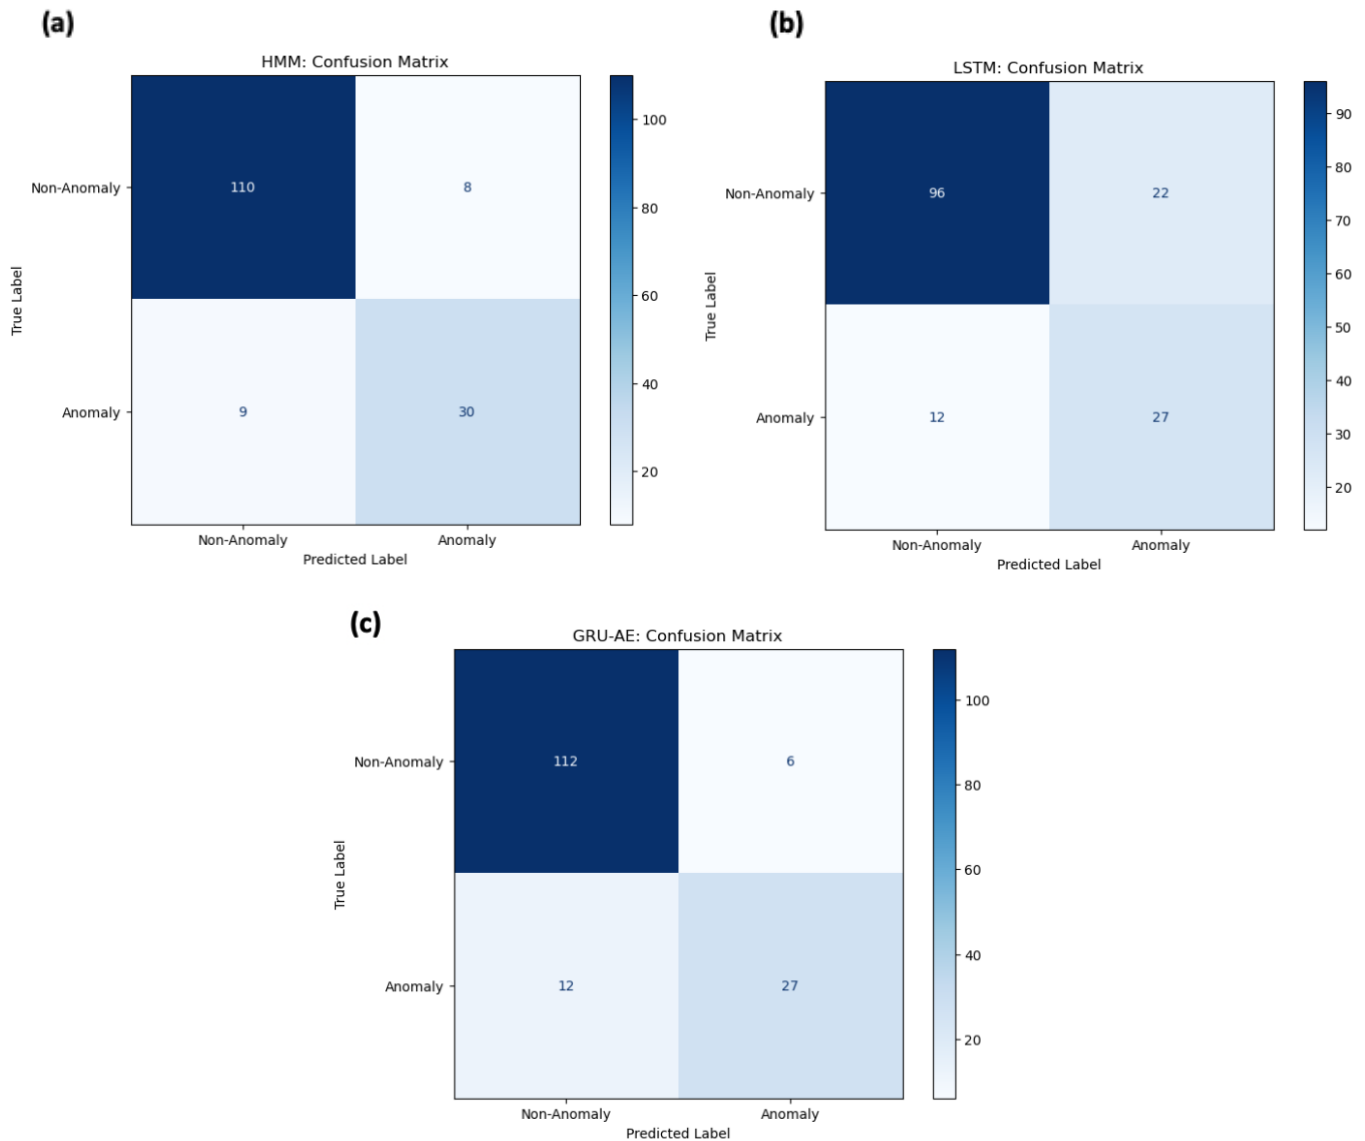 (a)
HMM: Confusion Matrix
True Label
Non-Anomaly
110
8
Anomaly
9
30
Non-Anomaly
Anomaly
Predicted Label
100
80
60
40
20
(b)
LSTM: Confusion Matrix
True Label
Non-Anomaly
96
22
Anomaly
12
27
Non-Anomaly
Anomaly
Predicted Label
90
80
70
60
50
40
30
20
(c)
GRU-AE: Confusion Matrix
True Label
Non-Anomaly
112
6
Anomaly
12
27
Non-Anomaly
Anomaly
Predicted Label
100
80
60
40
20